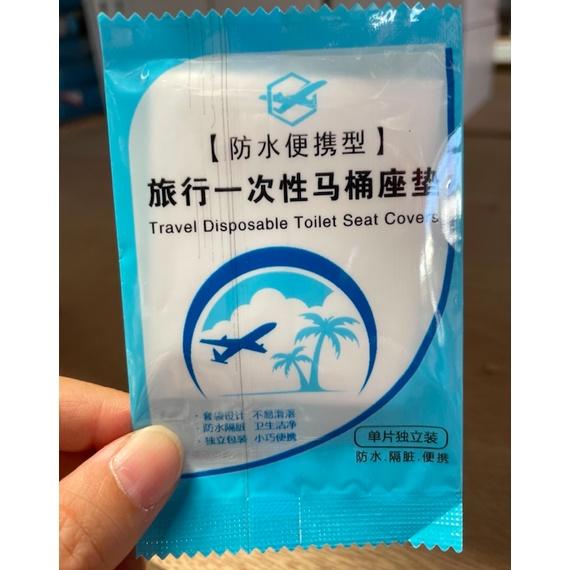 【防水便携型】
旅行一次性马桶座垫
Travel Disposable Toilet Seat Covers
· 套袋设计 不易滑落
· 防水隔脏 卫生洁净
· 独立包装 小巧便携
单片独立装
防水.隔脏.便携